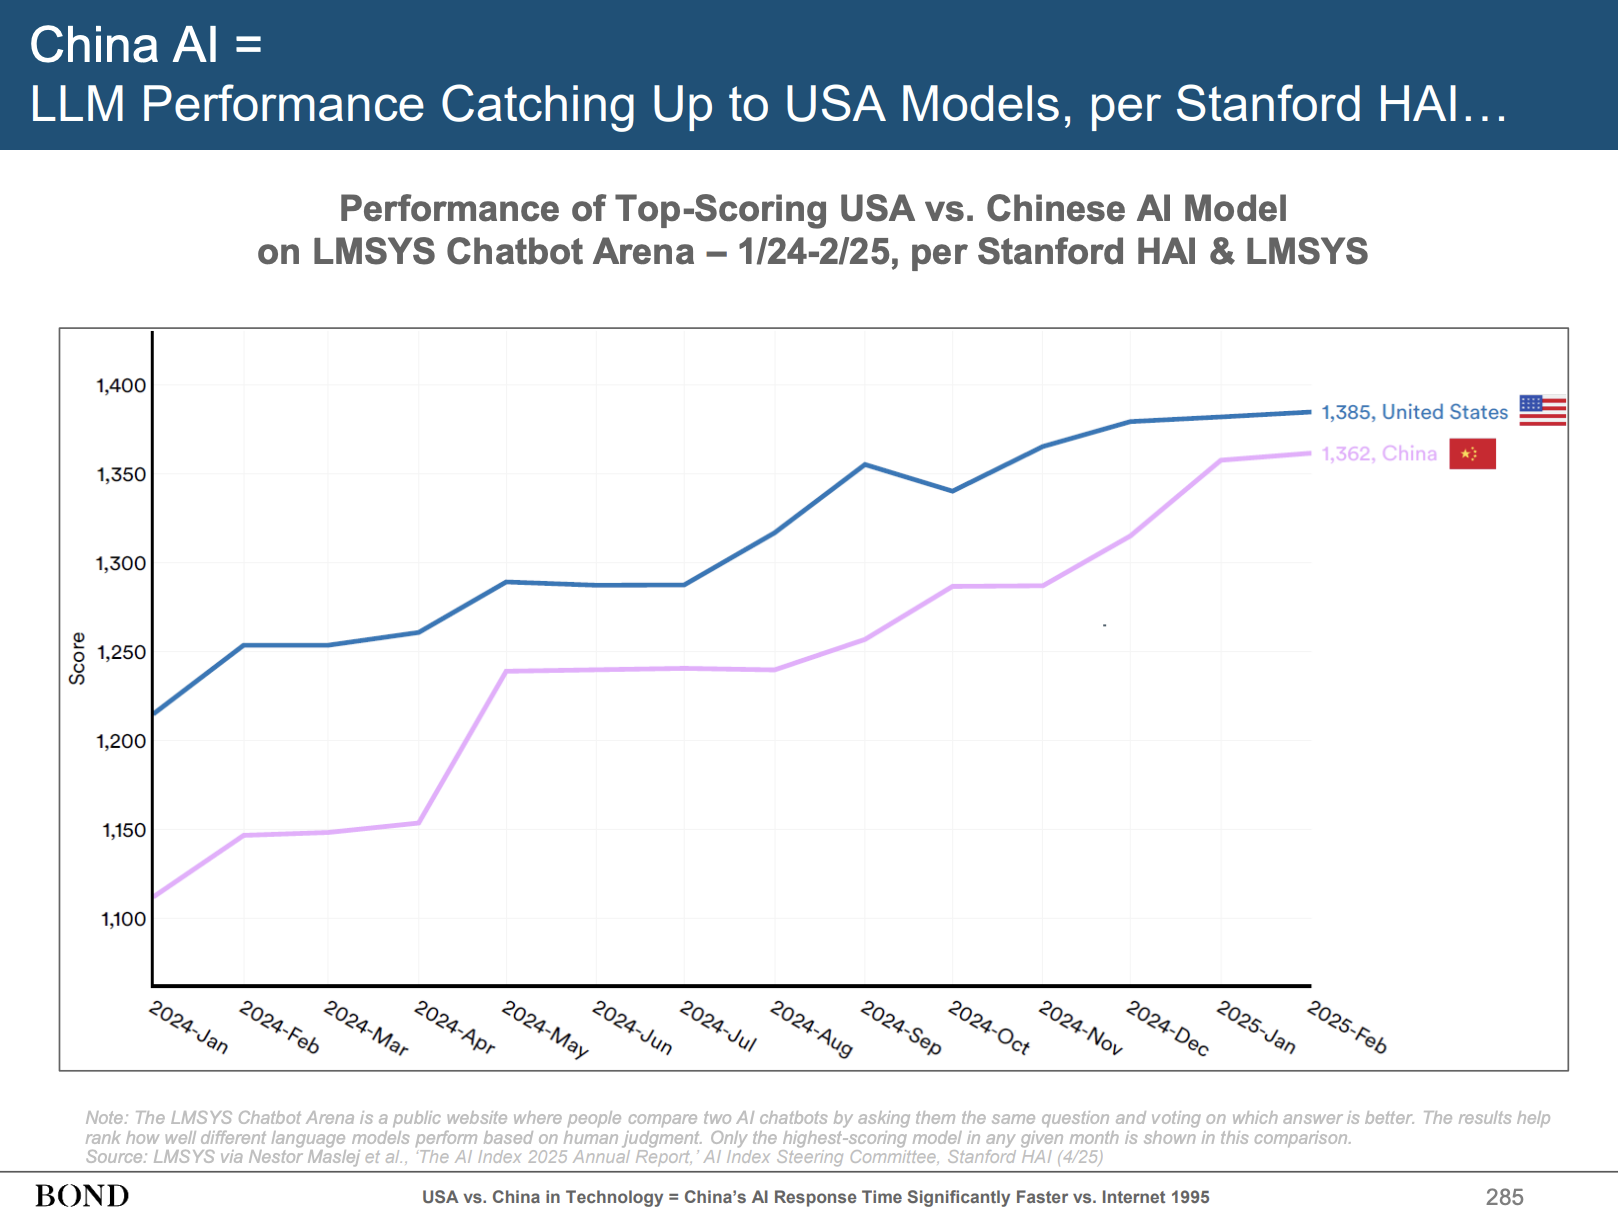 China AI =
LLM Performance Catching Up to USA Models, per Stanford HAI…
Performance of Top-Scoring USA vs. Chinese AI Model
on LMSYS Chatbot Arena – 1/24-2/25, per Stanford HAI & LMSYS
1,400
1,350
1,300
1,250
1,200
1,150
1,100
Score
1,385, United States
1,362, China
2024-Jan
2024-Feb
2024-Mar
2024-Apr
2024-May
2024-Jun
2024-Jul
2024-Aug
2024-Sep
2024-Oct
2024-Nov
2024-Dec
2025-Jan
2025-Feb
Note: The LMSYS Chatbot Arena is a public website where people compare two AI chatbots by asking them the same question and voting on which answer is better. The results help
rank how well different language models perform based on human judgment. Only the highest-scoring model in any given month is shown in this comparison.
Source: LMSYS via Nestor Maslej et al., ‘The AI Index 2025 Annual Report,’ AI Index Steering Committee, Stanford HAI (4/25)
BOND
USA vs. China in Technology = China’s AI Response Time Significantly Faster vs. Internet 1995
285